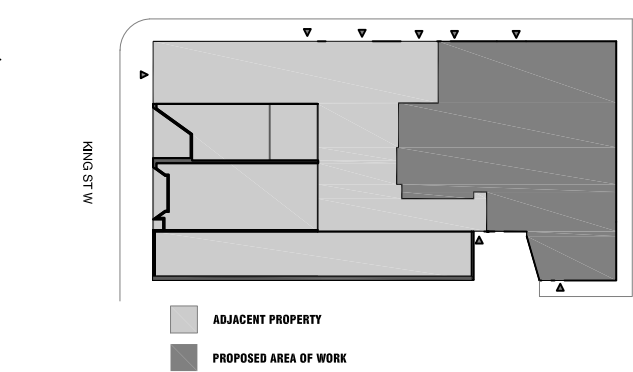 KING ST W
ADJACENT PROPERTY
PROPOSED AREA OF WORK